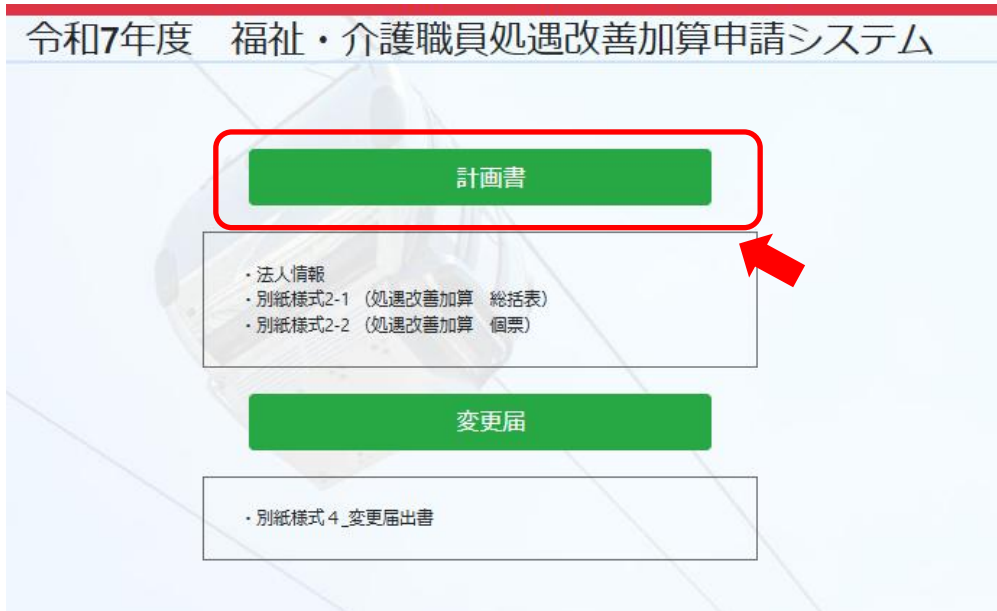 令和7年度　福祉・介護職員処遇改善加算申請システム
計画書
・法人情報
・別紙様式2-1 （処遇改善加算　総括表）
・別紙様式2-2 （処遇改善加算　個票）
変更届
・別紙様式４_変更届出書